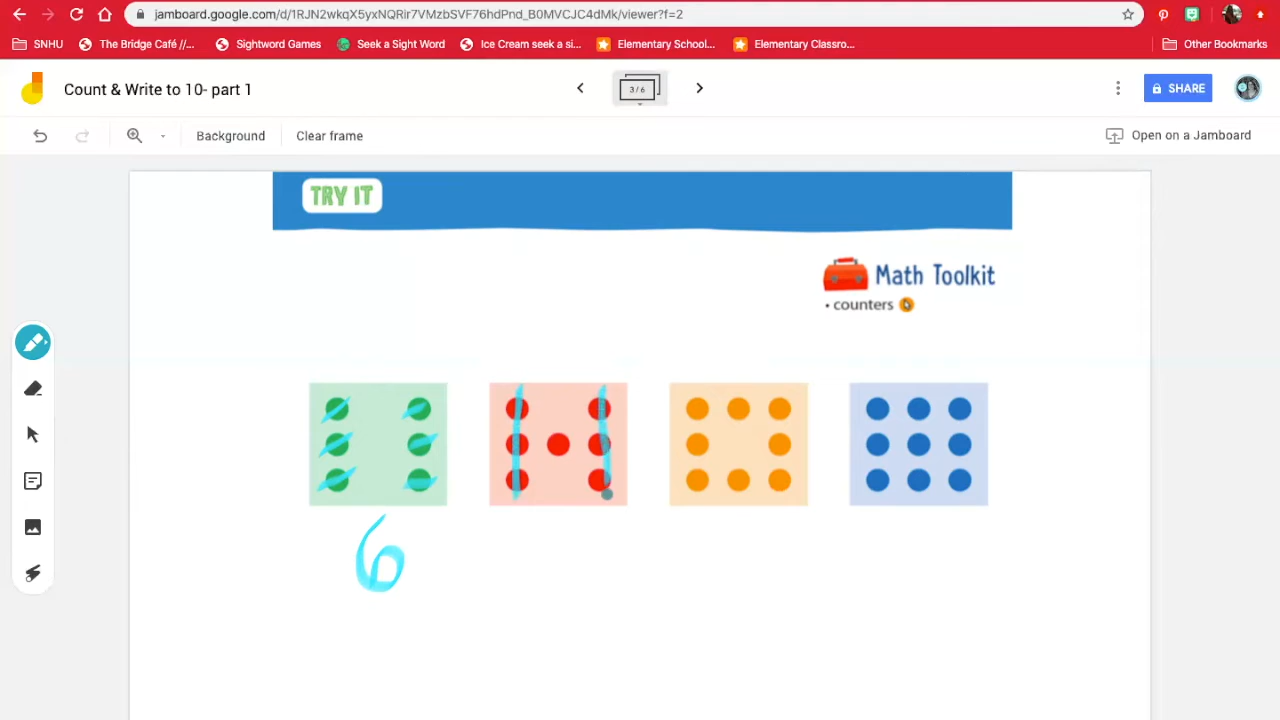 jamboard.google.com/d/1RJN2wkqX5yxNQRir7VMzbSVF76hdPnd_B0MVCJC4dMk/viewer?f=2
SNHU The Bridge Café //... Sightword Games Seek a Sight Word Ice Cream seek a si... Elementary School... Elementary Classro... Other Bookmarks
Count & Write to 10- part 1 3 / 6 SHARE
Background Clear frame Open on a Jamboard
TRY IT
Math Toolkit
• counters
6